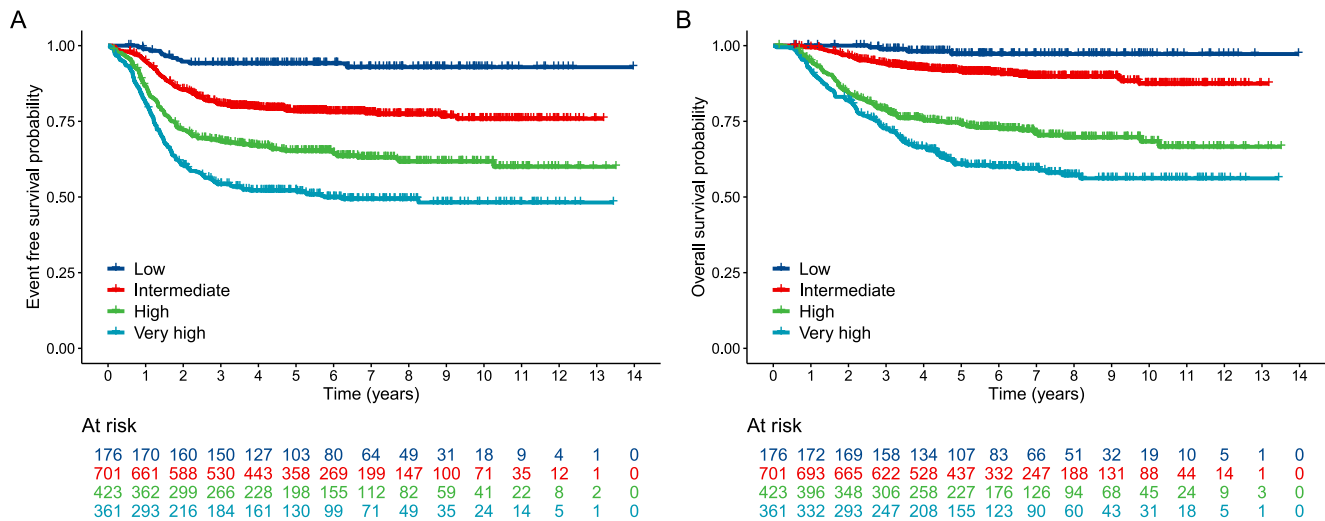 A
Event free survival probability
1.00
0.75
0.50
0.25
0.00
Low
Intermediate
High
Very high
0 1 2 3 4 5 6 7 8 9 10 11 12 13 14
Time (years)
At risk
176 170 160 150 127 103 80 64 49 31 18 9 4 1 0
701 661 588 530 443 358 269 199 147 100 71 35 12 1 0
423 362 299 266 228 198 155 112 82 59 41 22 8 2 0
361 293 216 184 161 130 99 71 49 35 24 14 5 1 0
B
Overall survival probability
1.00
0.75
0.50
0.25
0.00
Low
Intermediate
High
Very high
0 1 2 3 4 5 6 7 8 9 10 11 12 13 14
Time (years)
At risk
176 172 169 158 134 107 83 66 51 32 19 10 5 1 0
701 693 665 622 528 437 332 247 188 131 88 44 14 1 0
423 396 348 306 258 227 176 126 94 68 45 24 9 3 0
361 332 293 247 208 155 123 90 60 43 31 18 5 1 0